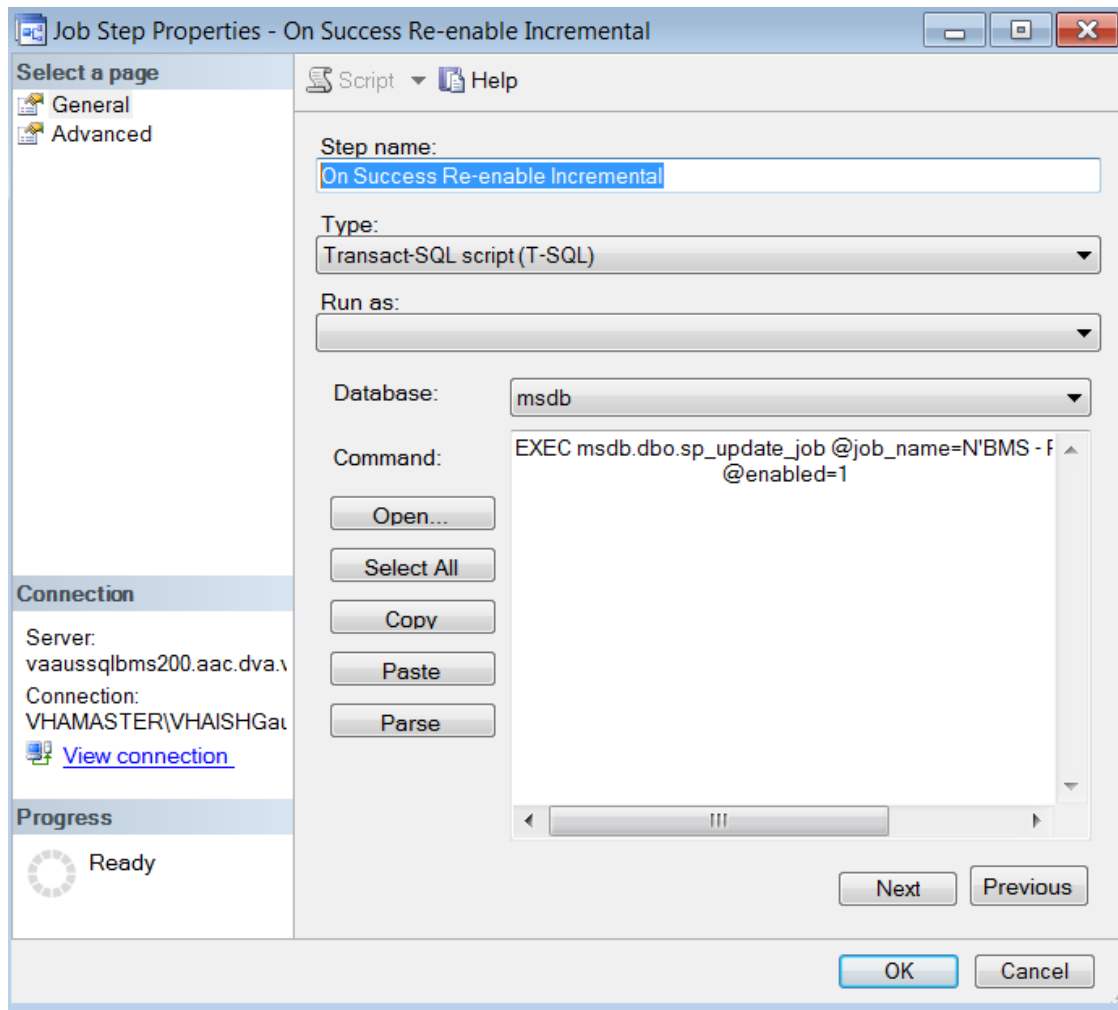 Job Step Properties - On Success Re-enable Incremental
Select a page
General
Advanced
Script
Help
Step name:
On Success Re-enable Incremental
Type:
Transact-SQL script (T-SQL)
Run as:
Database:
msdb
Command:
EXEC msdb.dbo.sp_update_job @job_name=N'BMS -
@enabled=1
Open...
Select All
Copy
Paste
Parse
Connection
Server:
vaaussqlbms200.aac.dva.v
Connection:
VHAMASTER\VHAISHGau
View connection
Progress
Ready
Next
Previous
OK
Cancel